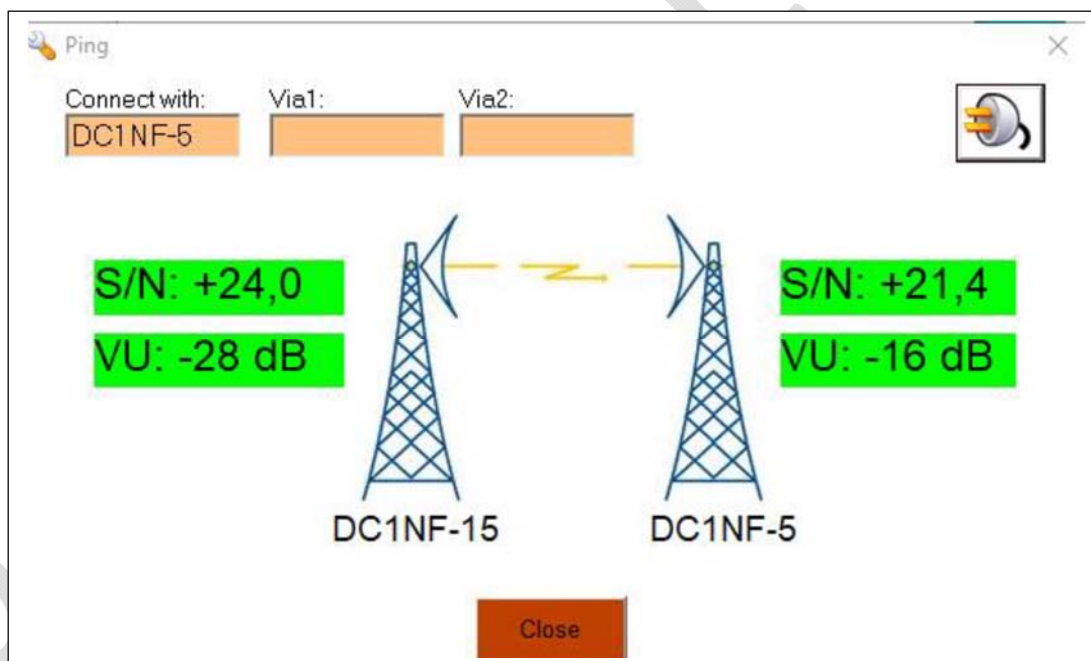 Ping
Connect with: Via1: Via2:
DC1NF-5
S/N: +24,0 S/N: +21,4
VU: -28 dB VU: -16 dB
DC1NF-15 DC1NF-5
Close